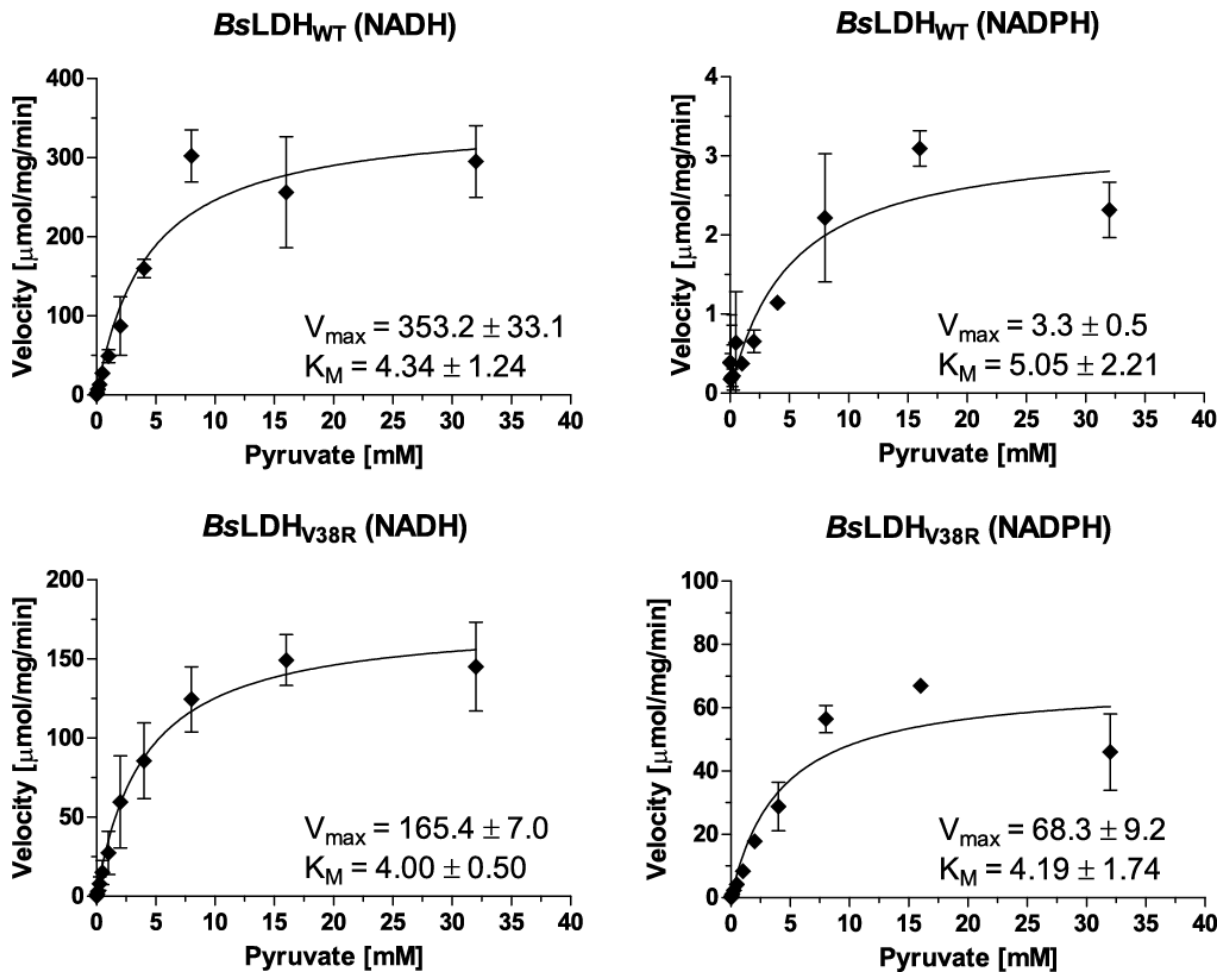 BsLDHWT (NADH)
400
300
200
100
0
Velocity [μmol/mg/min]
Vmax = 353.2 ± 33.1
KM = 4.34 ± 1.24
0 5 10 15 20 25 30 35 40
Pyruvate [mM]
BsLDHWT (NADPH)
4
3
2
1
0
Velocity [μmol/mg/min]
Vmax = 3.3 ± 0.5
KM = 5.05 ± 2.21
0 5 10 15 20 25 30 35 40
Pyruvate [mM]
BsLDHV38R (NADH)
200
150
100
50
0
Velocity [μmol/mg/min]
Vmax = 165.4 ± 7.0
KM = 4.00 ± 0.50
0 5 10 15 20 25 30 35 40
Pyruvate [mM]
BsLDHV38R (NADPH)
100
80
60
40
20
0
Velocity [μmol/mg/min]
Vmax = 68.3 ± 9.2
KM = 4.19 ± 1.74
0 5 10 15 20 25 30 35 40
Pyruvate [mM]